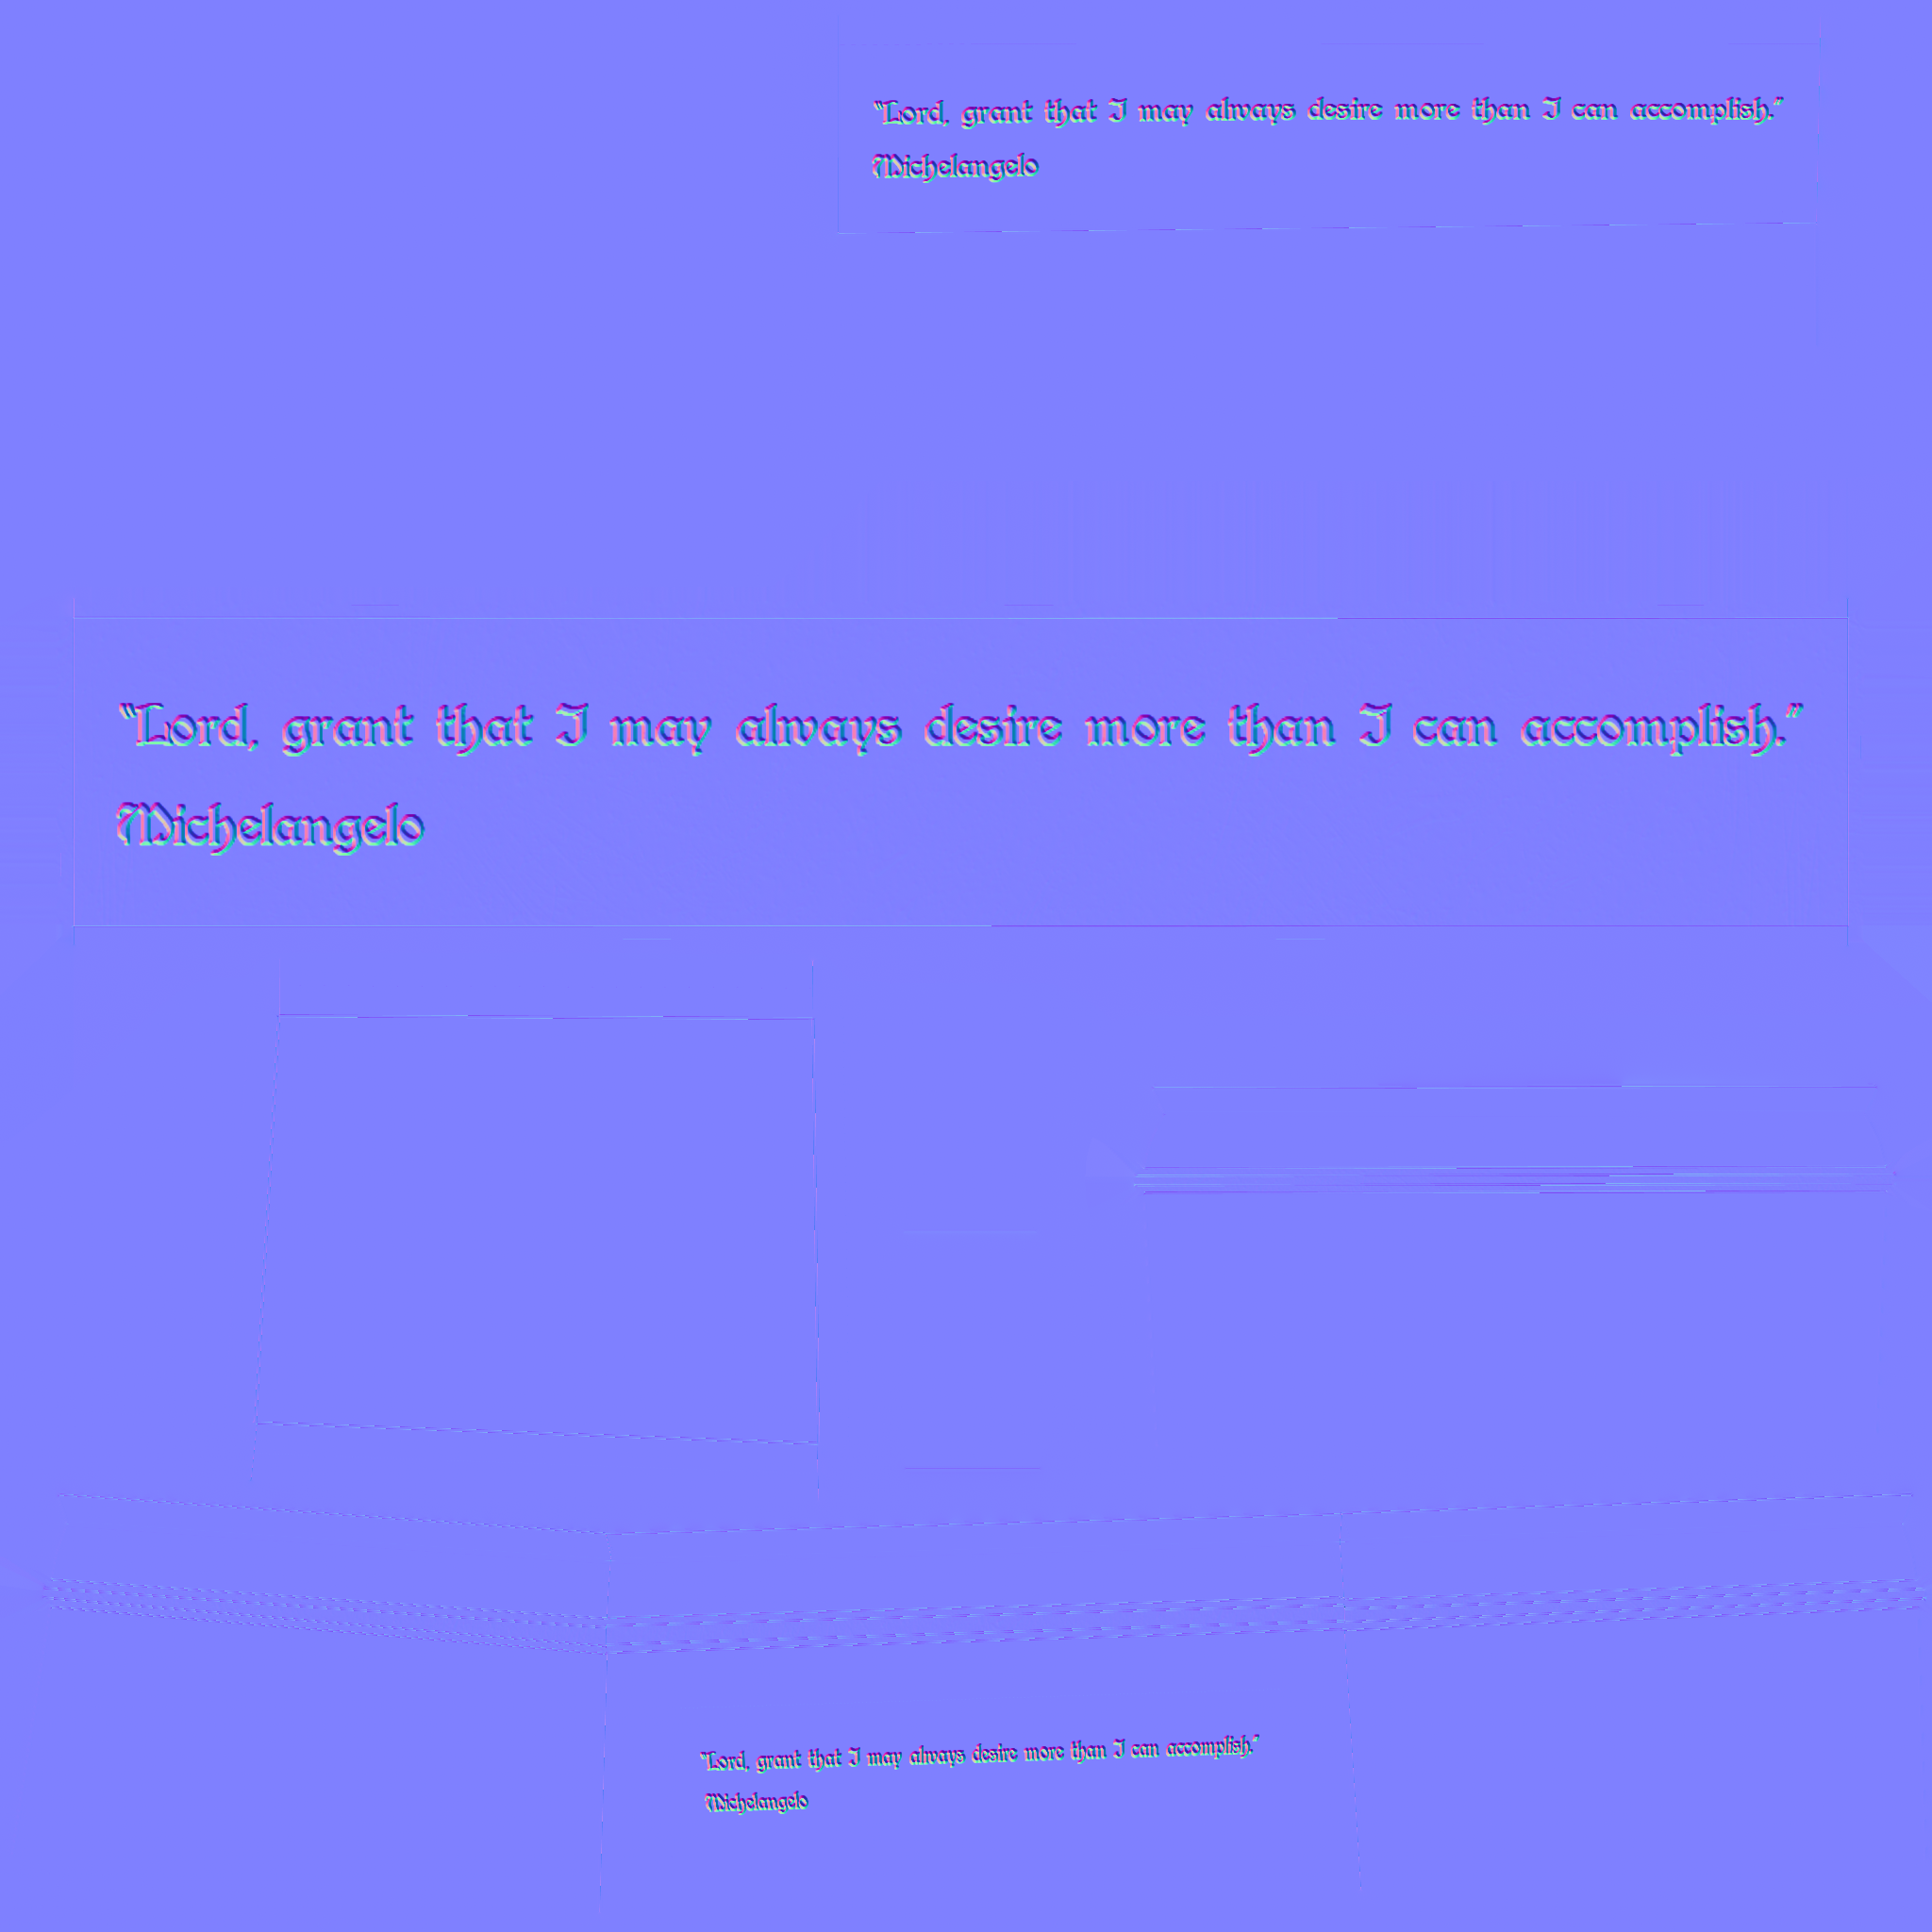 “Lord, grant that I may always desire more than I can accomplish.”
Michelangelo
“Lord, grant that I may always desire more than I can accomplish.”
Michelangelo
“Lord, grant that I may always desire more than I can accomplish.”
Michelangelo